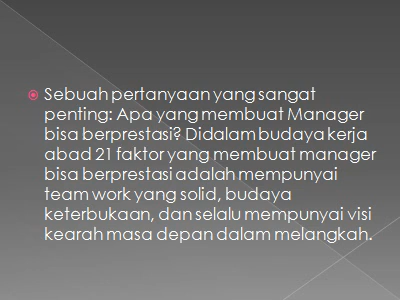 Sebuah pertanyaan yang sangat
penting: Apa yang membuat Manager
bisa berprestasi? Didalam budaya kerja
abad 21 faktor yang membuat manager
bisa berprestasi adalah mempunyai
team work yang solid, budaya
keterbukaan, dan selalu mempunyai visi
kearah masa depan dalam melangkah.